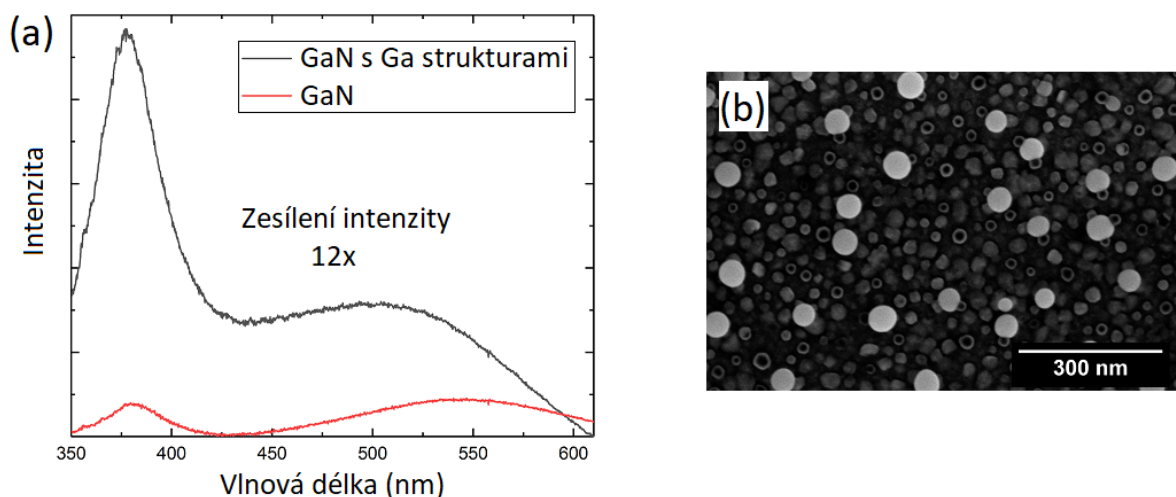 (a)
GaN s Ga strukturami
GaN
Zesílení intenzity
12x
Intenzita
350
400
450
500
550
600
Vlnová délka (nm)
(b)
300 nm